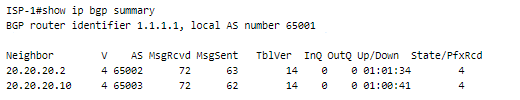 ISP-1#show ip bgp summary
BGP router identifier 1.1.1.1, local AS number 65001
Neighbor V AS MsgRcvd MsgSent TblVer InQ OutQ Up/Down State/PfxRcd
20.20.20.2 4 65002 72 63 14 0 0 01:01:34 4
20.20.20.10 4 65003 72 62 14 0 0 01:00:41 4